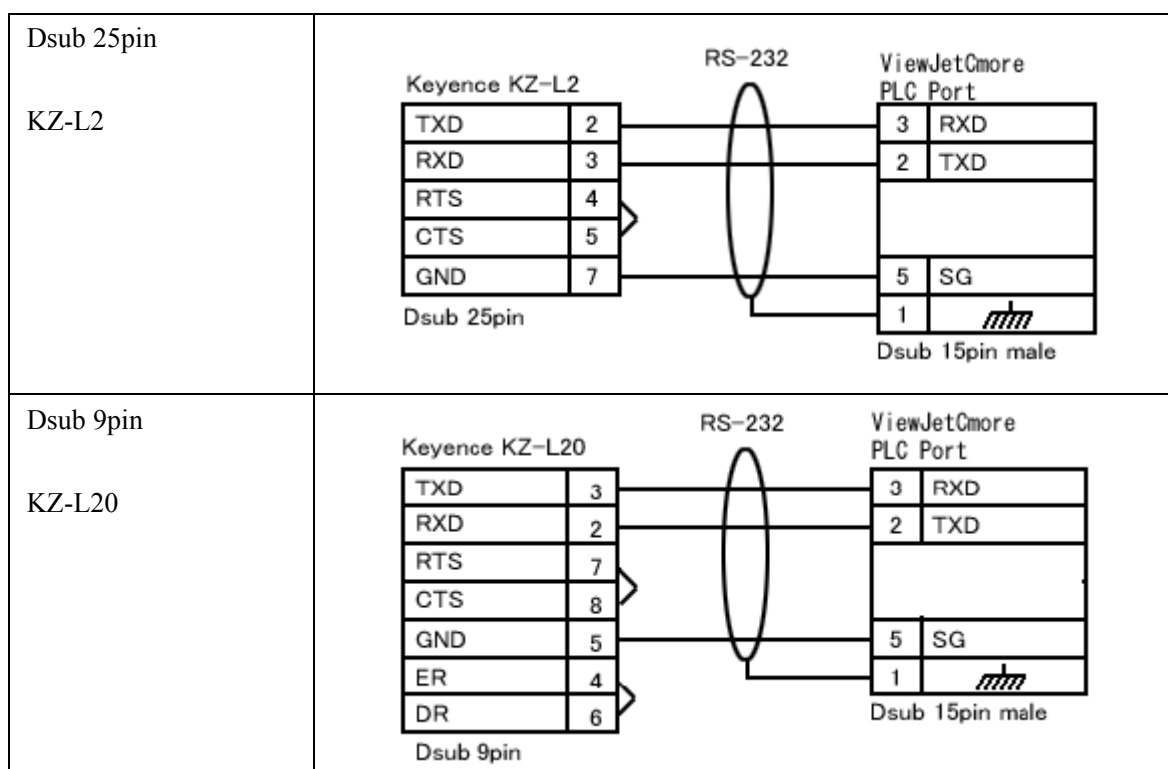 Dsub 25pin
KZ-L2
RS-232
Keyence KZ-L2
ViewJetCmore
PLC Port
TXD 2 3 RXD
RXD 3 2 TXD
RTS 4
CTS 5
GND 7 5 SG
1
Dsub 25pin
Dsub 15pin male
Dsub 9pin
KZ-L20
RS-232
Keyence KZ-L20
ViewJetCmore
PLC Port
TXD 3 3 RXD
RXD 2 2 TXD
RTS 7
CTS 8
GND 5 5 SG
ER 4 1
DR 6
Dsub 15pin male
Dsub 9pin